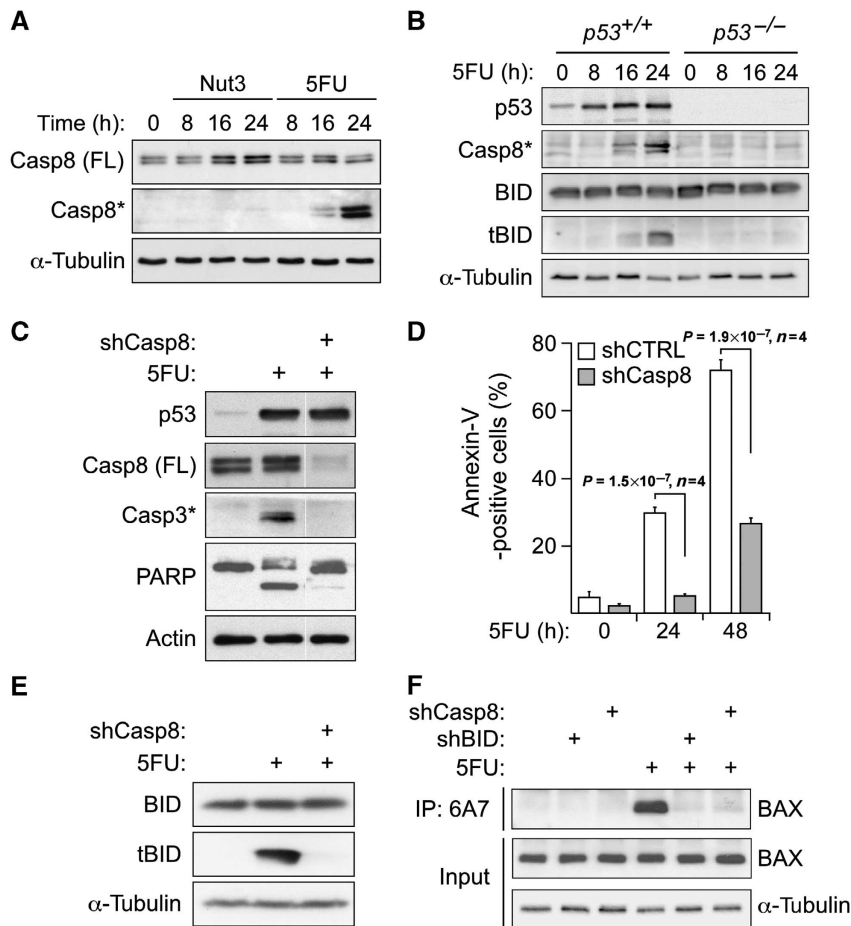 A
Nut3 5FU
Time (h): 0 8 16 24 8 16 24
Casp8 (FL)
Casp8*
α-Tubulin
B
p53+/+ p53−/−
5FU (h): 0 8 16 24 0 8 16 24
p53
Casp8*
BID
tBID
α-Tubulin
C
shCasp8: +
5FU: + +
p53
Casp8 (FL)
Casp3*
PARP
Actin
D
P = 1.9×10−7, n=4
shCTRL
shCasp8
P = 1.5×10−7, n=4
Annexin-V
-positive cells (%)
80
60
40
20
5FU (h): 0 24 48
E
shCasp8: +
5FU: + +
BID
tBID
α-Tubulin
F
shCasp8: + +
shBID: + +
5FU: + + +
IP: 6A7 BAX
Input BAX
α-Tubulin